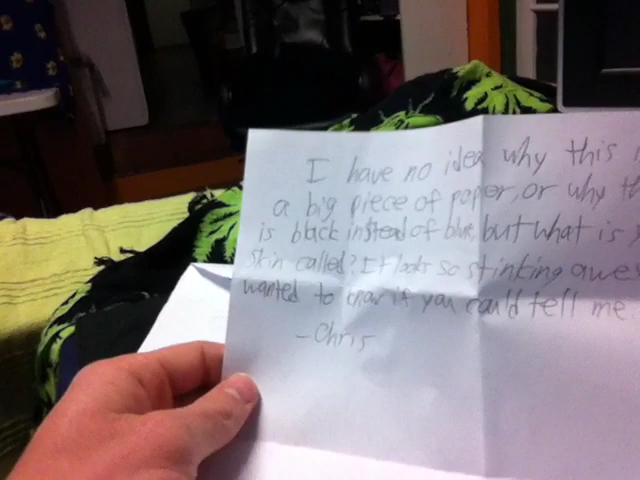 I have no idea why this
a big piece of paper, or why
is black instead of blue, but what is
skin called? It looks so stinking
wanted to know if you could tell me.
-Chris